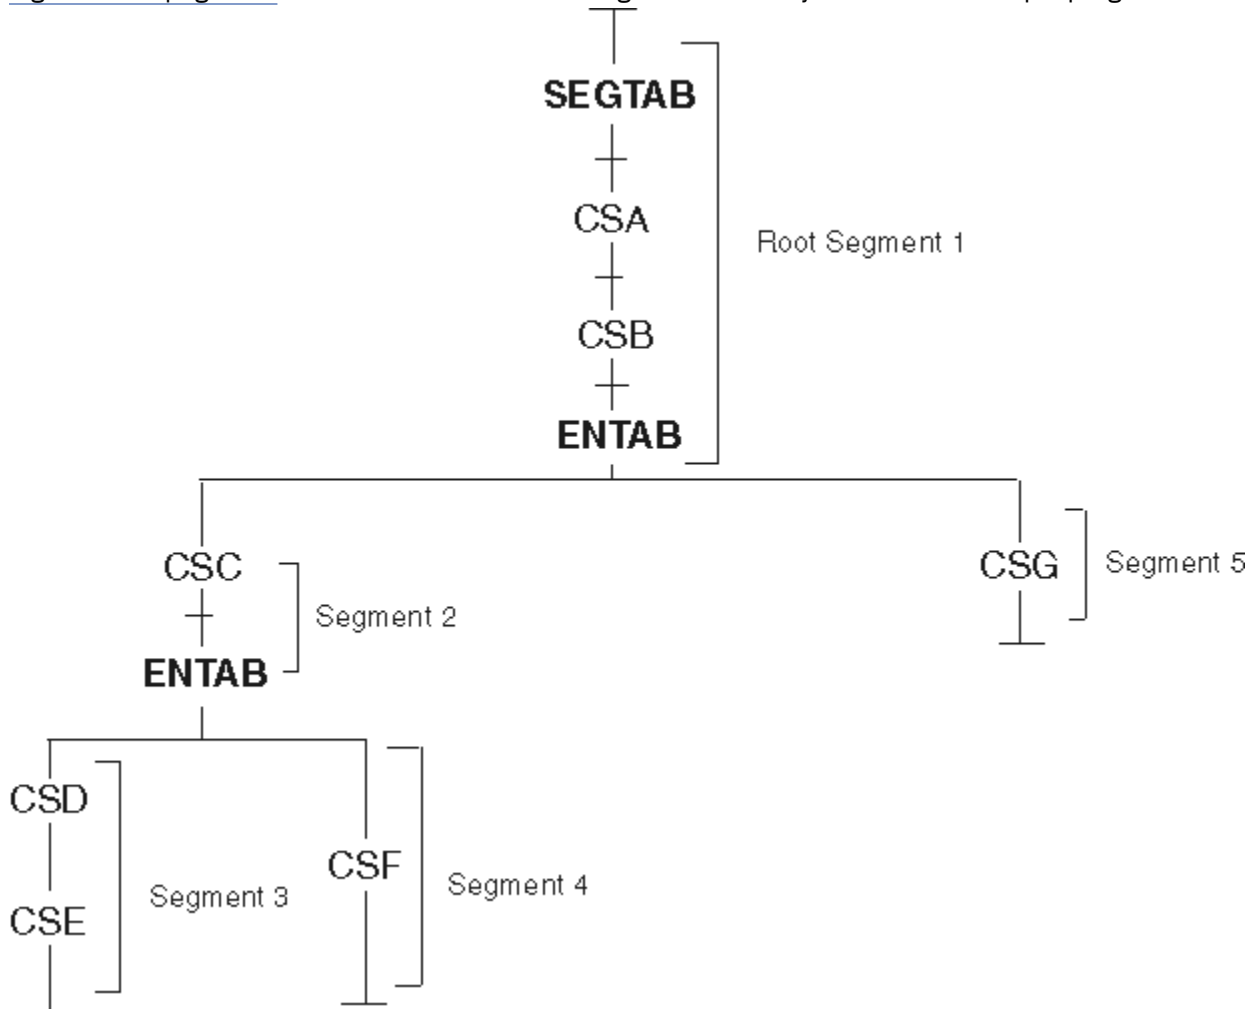 SEGTAB
CSA
Root Segment 1
CSB
ENTAB
CSC
CSG
Segment 5
Segment 2
ENTAB
CSD
CSF
Segment 4
Segment 3
CSE